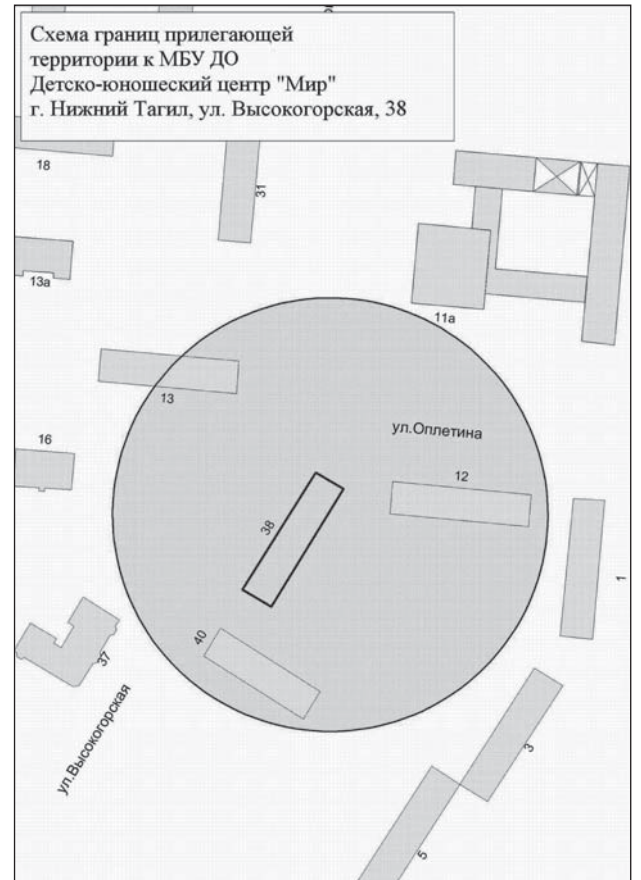 Схема границ прилегающей
территории к МБУ ДО
Детско-юношеский центр "Мир"
г. Нижний Тагил, ул. Высокогорская, 38
18
31
13а
11а
13
ул.Оплетина
16
12
38
1
40
37
ул.Высокогорская
3
5